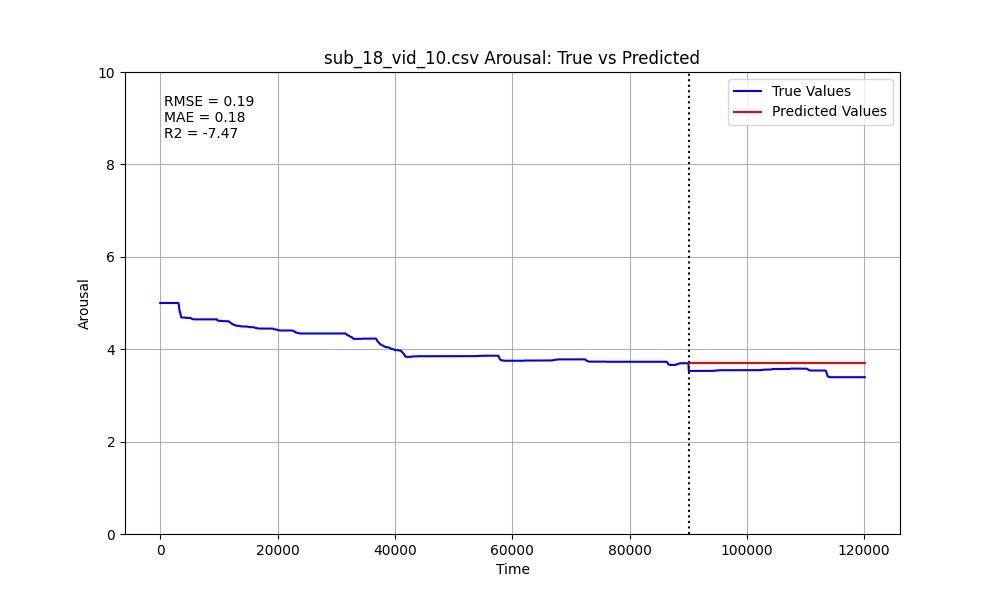 sub_18_vid_10.csv Arousal: True vs Predicted
RMSE = 0.19
MAE = 0.18
R2 = -7.47
True Values
Predicted Values
Arousal
10
8
6
4
2
0
0 20000 40000 60000 80000 100000 120000
Time